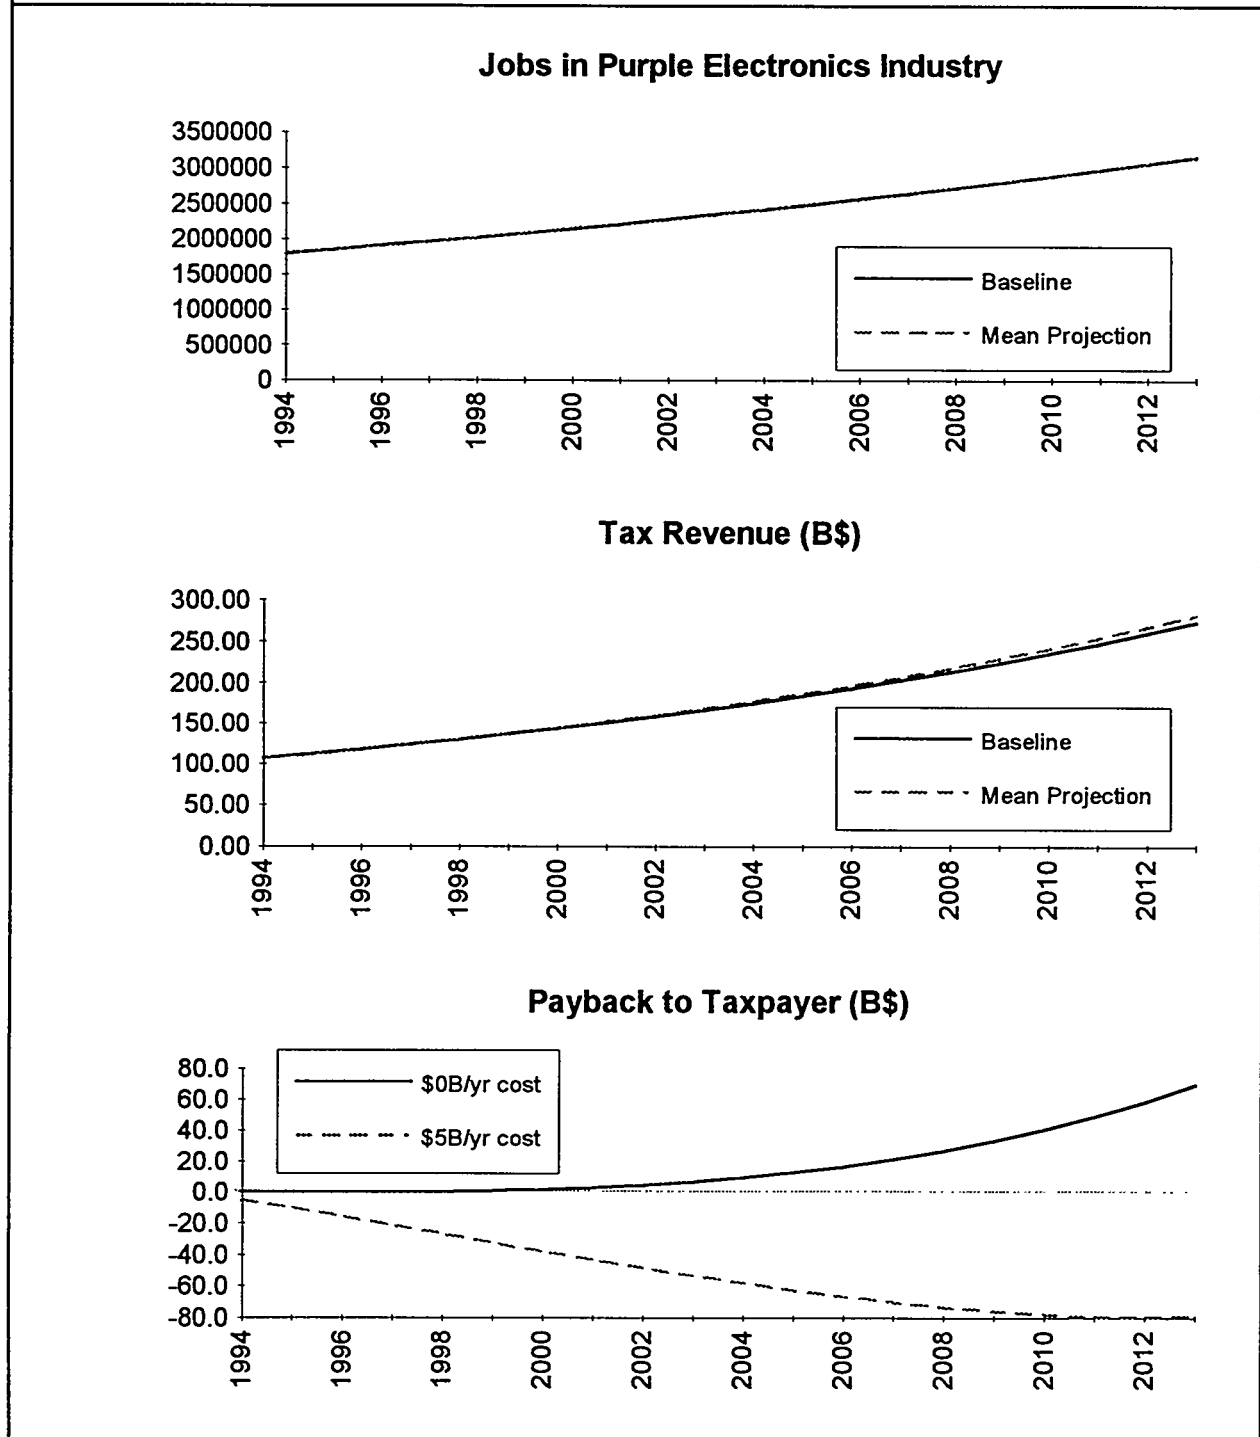 Jobs in Purple Electronics Industry
3500000
3000000
2500000
2000000
1500000
1000000
500000
0
Baseline
Mean Projection
1994 1996 1998 2000 2002 2004 2006 2008 2010 2012
Tax Revenue (B$)
300.00
250.00
200.00
150.00
100.00
50.00
0.00
Baseline
Mean Projection
1994 1996 1998 2000 2002 2004 2006 2008 2010 2012
Payback to Taxpayer (B$)
$0B/yr cost
$5B/yr cost
80.0
60.0
40.0
20.0
0.0
-20.0
-40.0
-60.0
-80.0
1994 1996 1998 2000 2002 2004 2006 2008 2010 2012